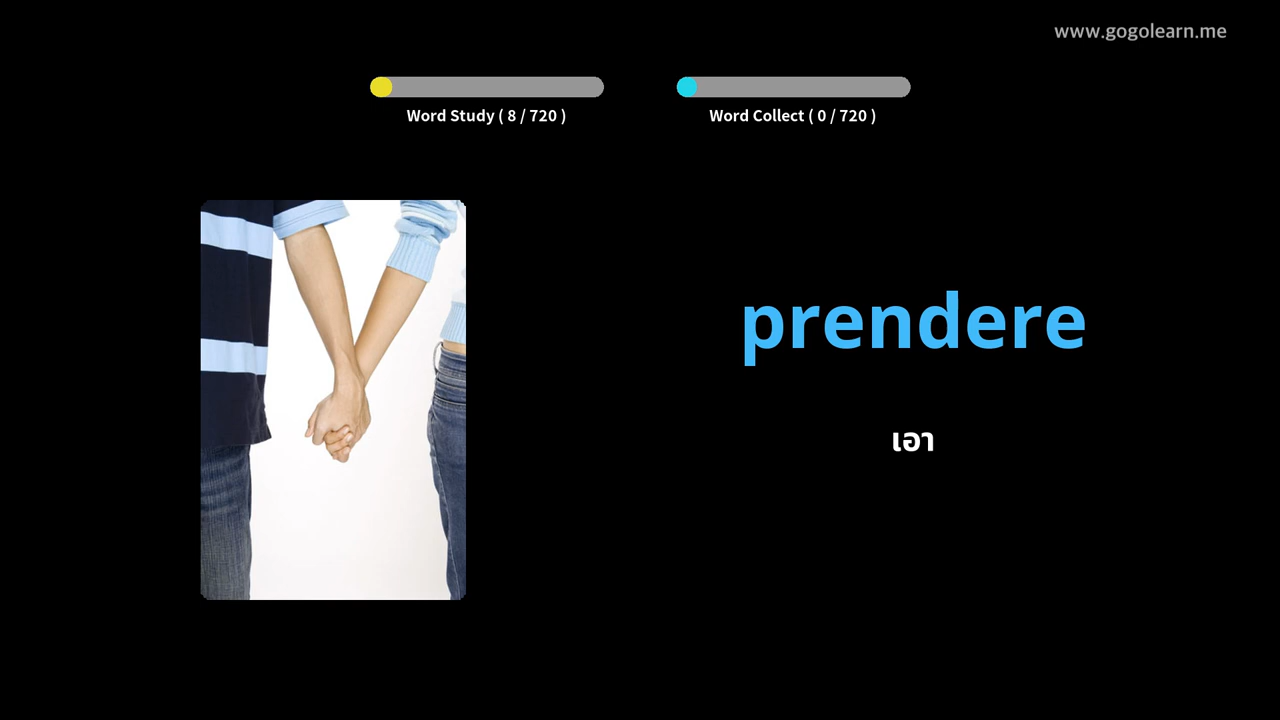 www.gogolearn.me
Word Study ( 8 / 720 )
Word Collect ( 0 / 720 )
prendere
เอา